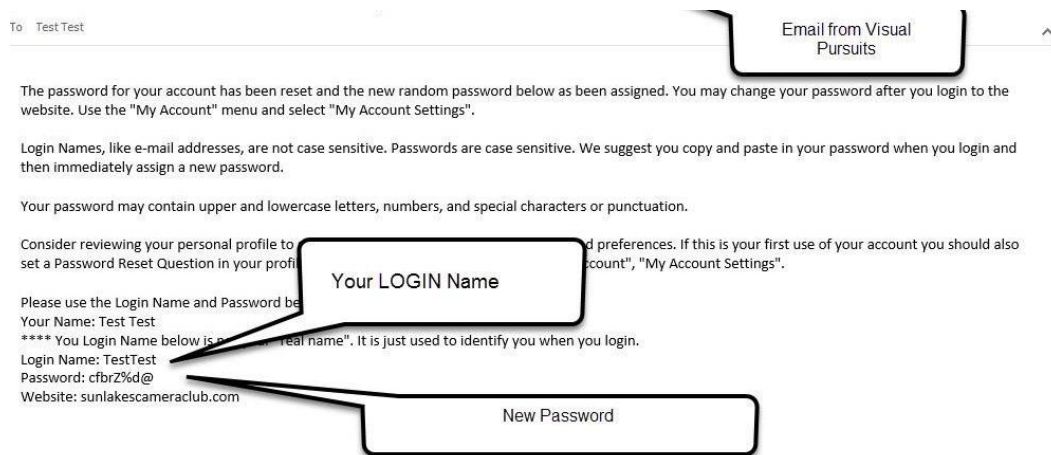 To Test Test
Email from Visual
Pursuits
The password for your account has been reset and the new random password below as been assigned. You may change your password after you login to the
website. Use the "My Account" menu and select "My Account Settings".
Login Names, like e-mail addresses, are not case sensitive. Passwords are case sensitive. We suggest you copy and paste in your password when you login and
then immediately assign a new password.
Your password may contain upper and lowercase letters, numbers, and special characters or punctuation.
Consider reviewing your personal profile to preferences. If this is your first use of your account you should also
set a Password Reset Question in your "My Account Settings".
Your LOGIN Name
Please use the Login Name and Password
Your Name: Test Test
**** You Login Name below is name". It is just used to identify you when you login.
Login Name: TestTest
Password: cfbrZ%d@
Website: sunlakescameraclub.com
New Password